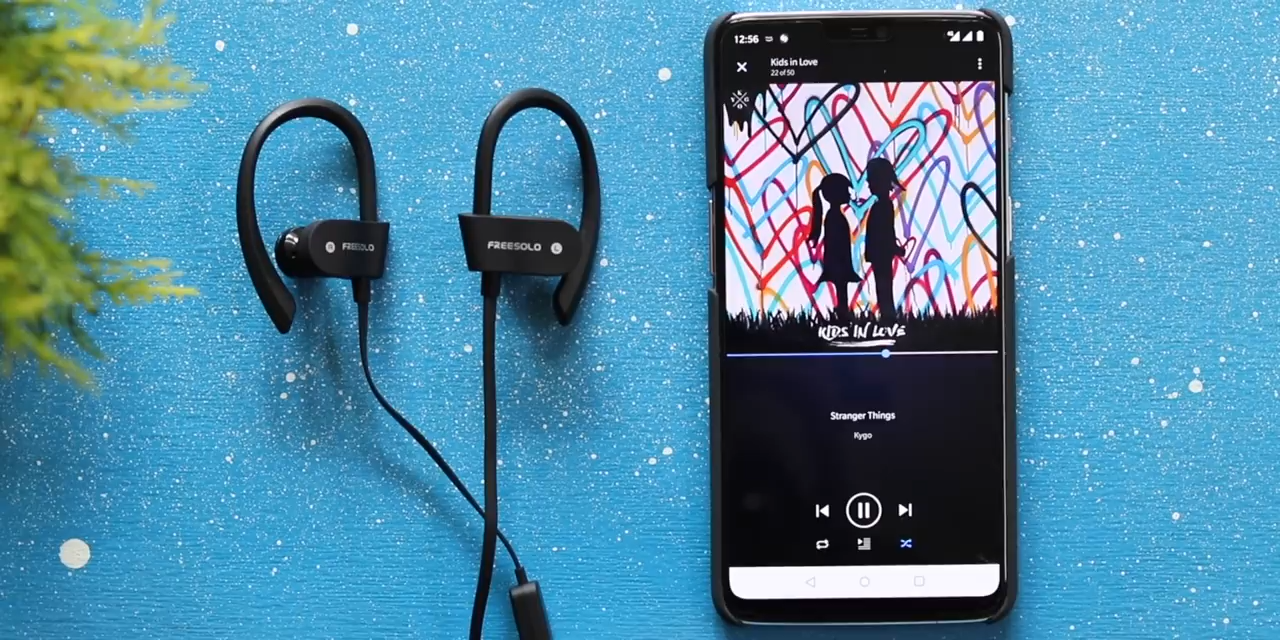 12:56
Kids in Love
22 of 50
K
Y G
O
KIDS IN LOVE
Stranger Things
Kygo
R FREESOLO
FREESOLO L